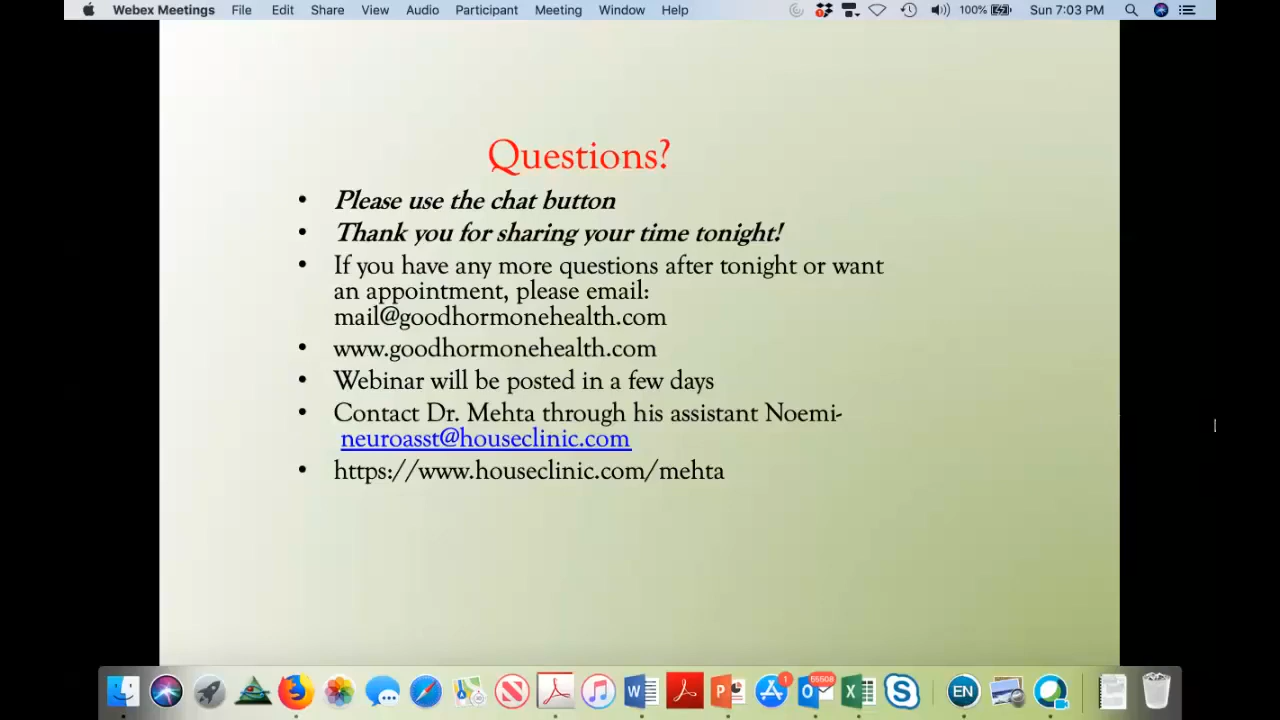 Webex Meetings File Edit Share View Audio Participant Meeting Window Help 100% Sun 7:03 PM
Questions?
• Please use the chat button
• Thank you for sharing your time tonight!
• If you have any more questions after tonight or want
an appointment, please email:
mail@goodhormonehealth.com
• www.goodhormonehealth.com
• Webinar will be posted in a few days
• Contact Dr. Mehta through his assistant Noemi-
neuroasst@houseclinic.com
• https://www.houseclinic.com/mehta
W P 1 O 55508 X S EN